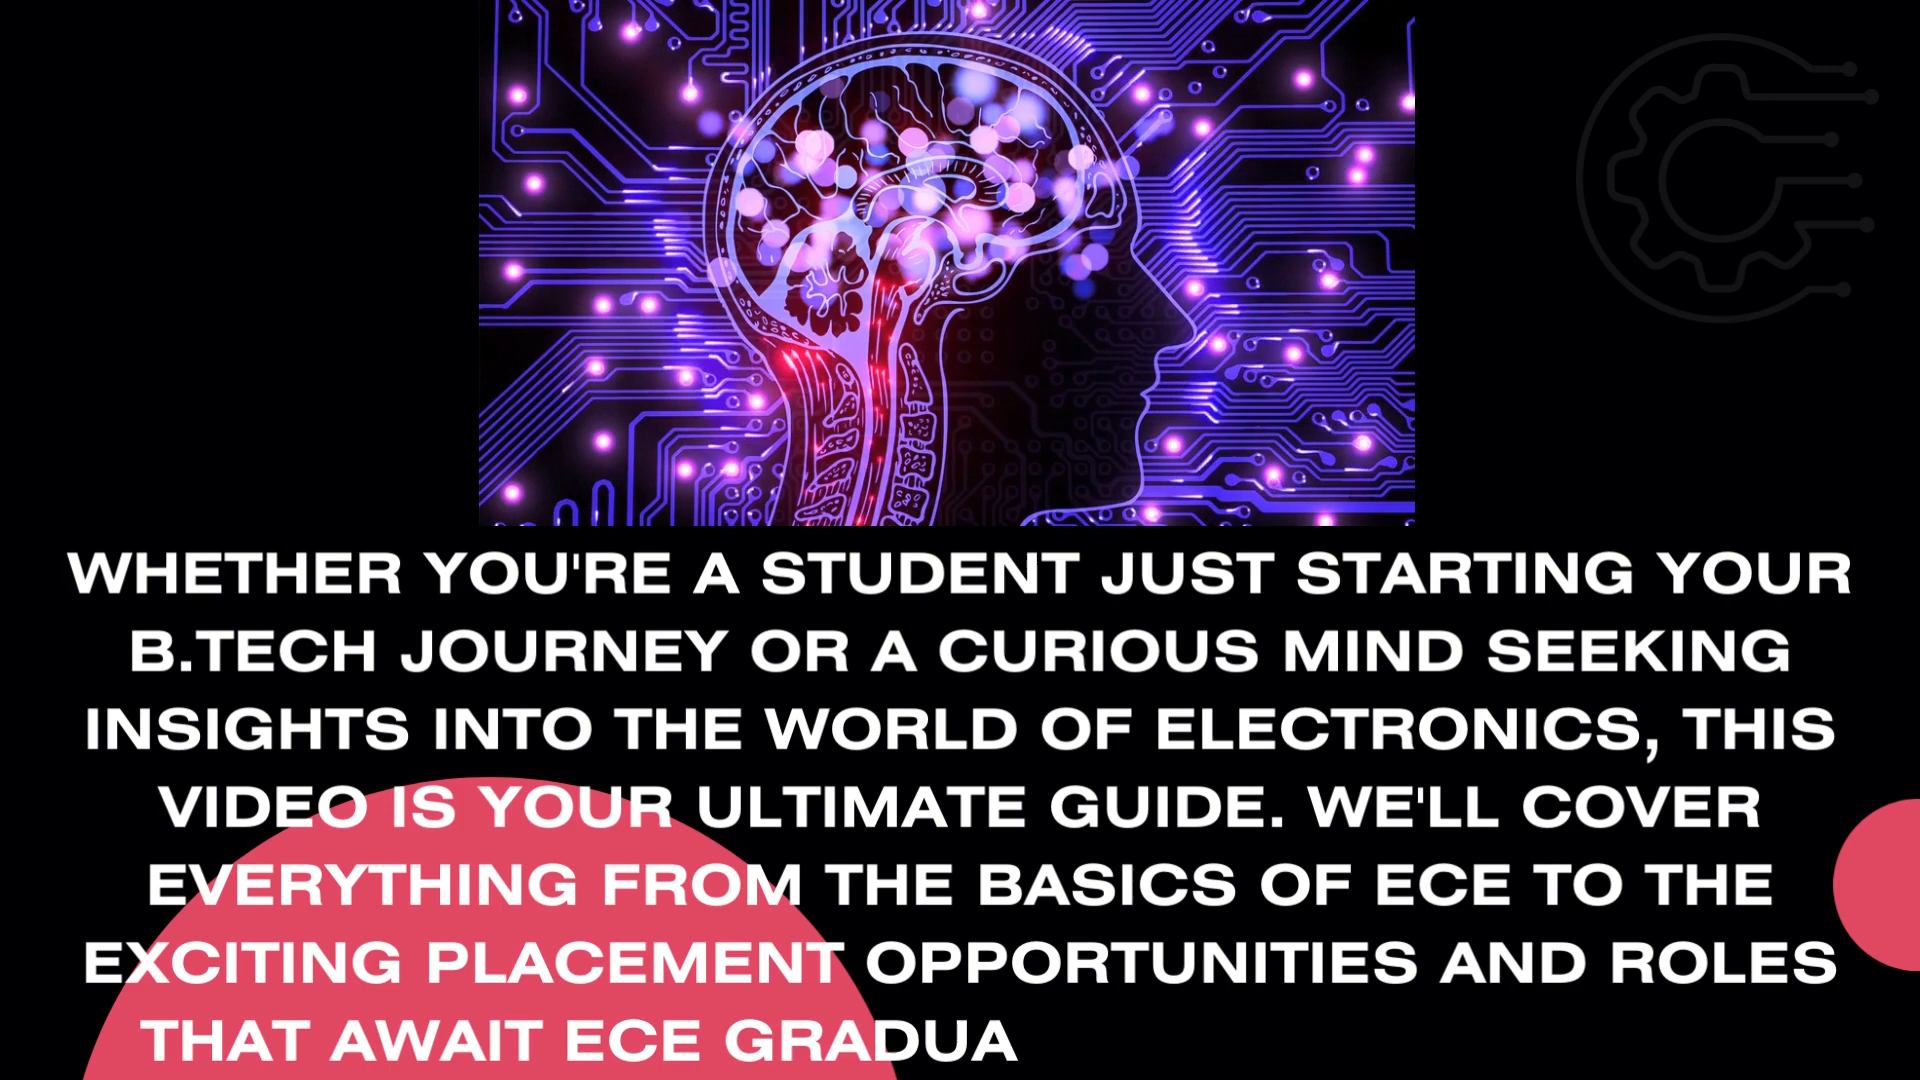 WHETHER YOU'RE A STUDENT JUST STARTING YOUR
B.TECH JOURNEY OR A CURIOUS MIND SEEKING
INSIGHTS INTO THE WORLD OF ELECTRONICS, THIS
VIDEO IS YOUR ULTIMATE GUIDE. WE'LL COVER
EVERYTHING FROM THE BASICS OF ECE TO THE
EXCITING PLACEMENT OPPORTUNITIES AND ROLES
THAT AWAIT ECE GRADUA